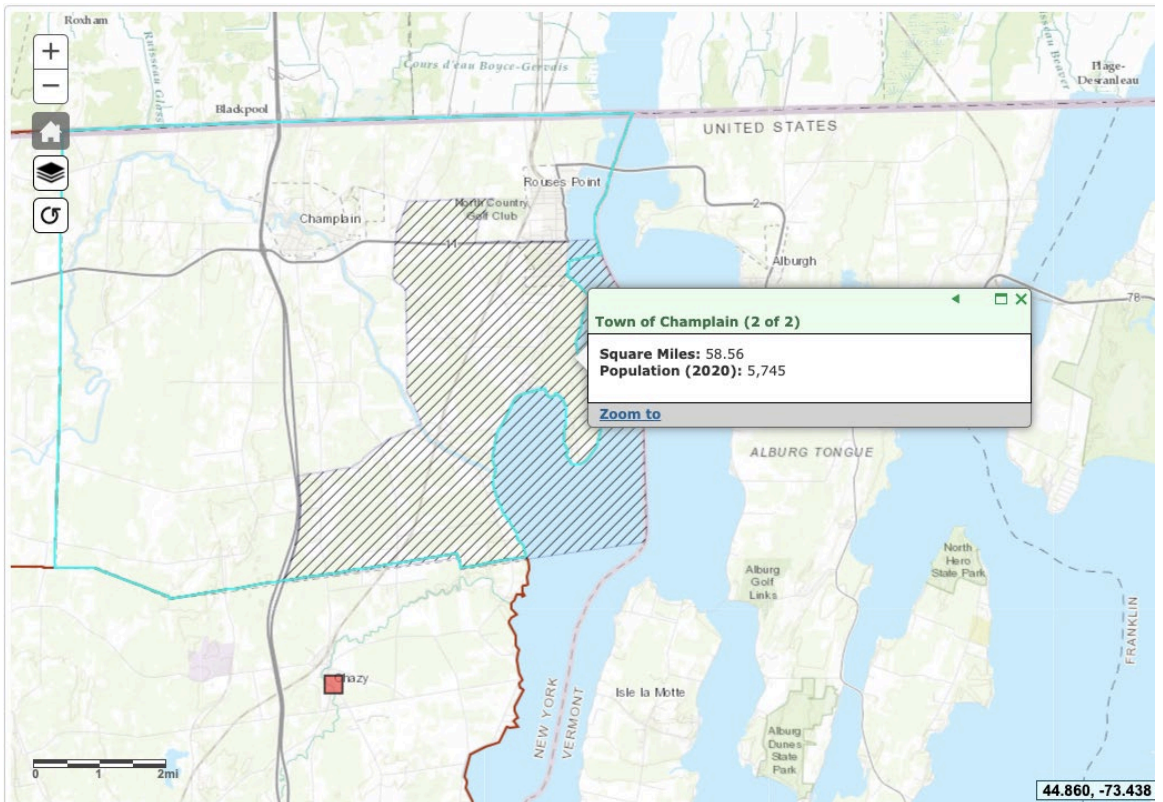 Roxham
Ruisseau Gloss
Cours d'eau Boyce-Gervais
Ruisseau Beaver
Plage-
Desranleau
+
−
Blackpool
UNITED STATES
Rouses Point
2
North Country
Golf Club
Champlain
11
Alburgh
78
Town of Champlain (2 of 2)
Square Miles: 58.56
Population (2020): 5,745
Zoom to
ALBURG TONGUE
North
Hero
State Park
Alburg
Golf
Links
FRANKLIN
Chazy
Isle la Motte
NEW YORK
VERMONT
Alburg
Dunes
State
Park
0 1 2mi
44.860, -73.438